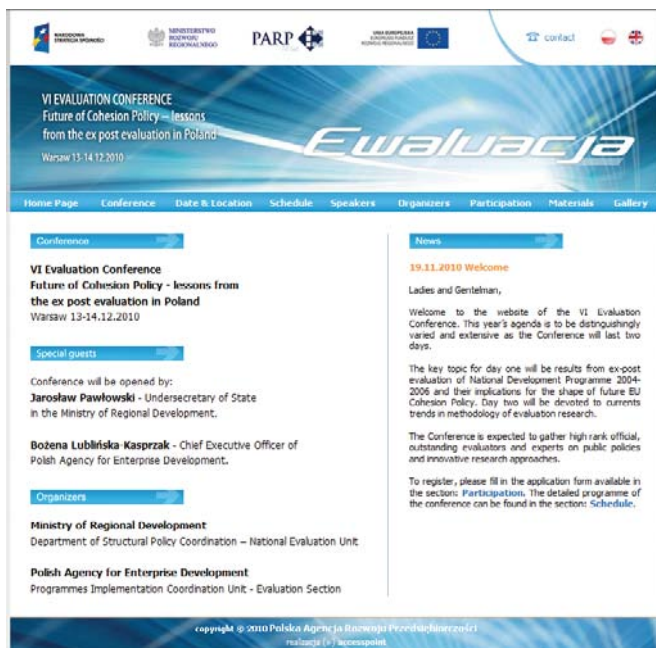 NARODOWA
STRATEGIA SPÓJNOŚCI
MINISTERSTWO
ROZWOJU
REGIONALNEGO
PARP
UNIA EUROPEJSKA
EUROPEJSKI FUNDUSZ
ROZWOJU REGIONALNEGO
contact
VI EVALUATION CONFERENCE
Future of Cohesion Policy – lessons
from the ex post evaluation in Poland
Warsaw 13-14.12.2010
Ewaluacja
Home Page Conference Date & Location Schedule Speakers Organizers Participation Materials Gallery
Conference
VI Evaluation Conference
Future of Cohesion Policy - lessons from
the ex post evaluation in Poland
Warsaw 13-14.12.2010
Special guests
Conference will be opened by:
Jarosław Pawłowski - Undersecretary of State
in the Ministry of Regional Development.
Bożena Lublińska-Kasprzak - Chief Executive Officer of
Polish Agency for Enterprise Development.
Organizers
Ministry of Regional Development
Department of Structural Policy Coordination – National Evaluation Unit
Polish Agency for Enterprise Development
Programmes Implementation Coordination Unit - Evaluation Section
News
19.11.2010 Welcome
Ladies and Gentelman,
Welcome to the website of the VI Evaluation
Conference. This year's agenda is to be distinguishingly
varied and extensive as the Conference will last two
days.
The key topic for day one will be results from ex-post
evaluation of National Development Programme 2004-
2006 and their implications for the shape of future EU
Cohesion Policy. Day two will be devoted to currents
trends in methodology of evaluation research.
The Conference is expected to gather high rank official,
outstanding evaluators and experts on public policies
and innovative research approaches.
To register, please fill in the application form available in
the section: Participation. The detailed programme of
the conference can be found in the section: Schedule.
copyright © 2010 Polska Agencja Rozwoju Przedsiębiorczości
realizacja (e) accesspoint